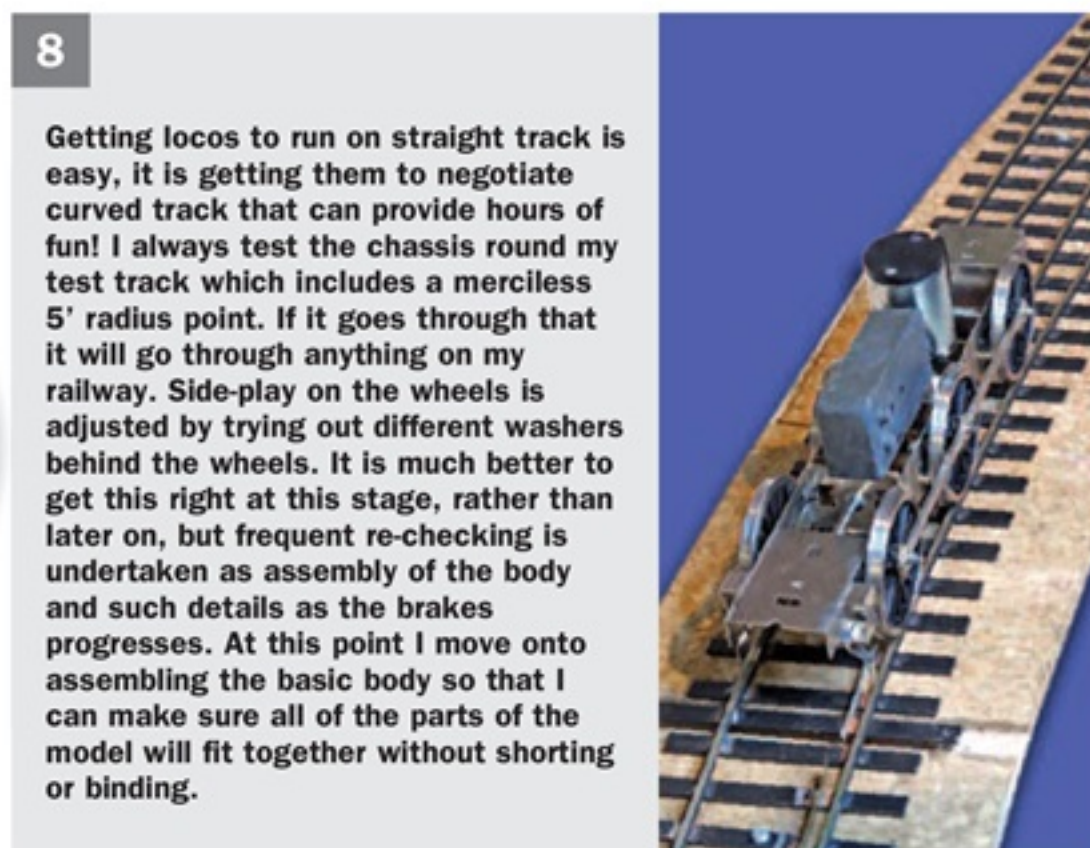 8
Getting locos to run on straight track is
easy, it is getting them to negotiate
curved track that can provide hours of
fun! I always test the chassis round my
test track which includes a merciless
5’ radius point. If it goes through that
it will go through anything on my
railway. Side-play on the wheels is
adjusted by trying out different washers
behind the wheels. It is much better to
get this right at this stage, rather than
later on, but frequent re-checking is
undertaken as assembly of the body
and such details as the brakes
progresses. At this point I move onto
assembling the basic body so that I
can make sure all of the parts of the
model will fit together without shorting
or binding.